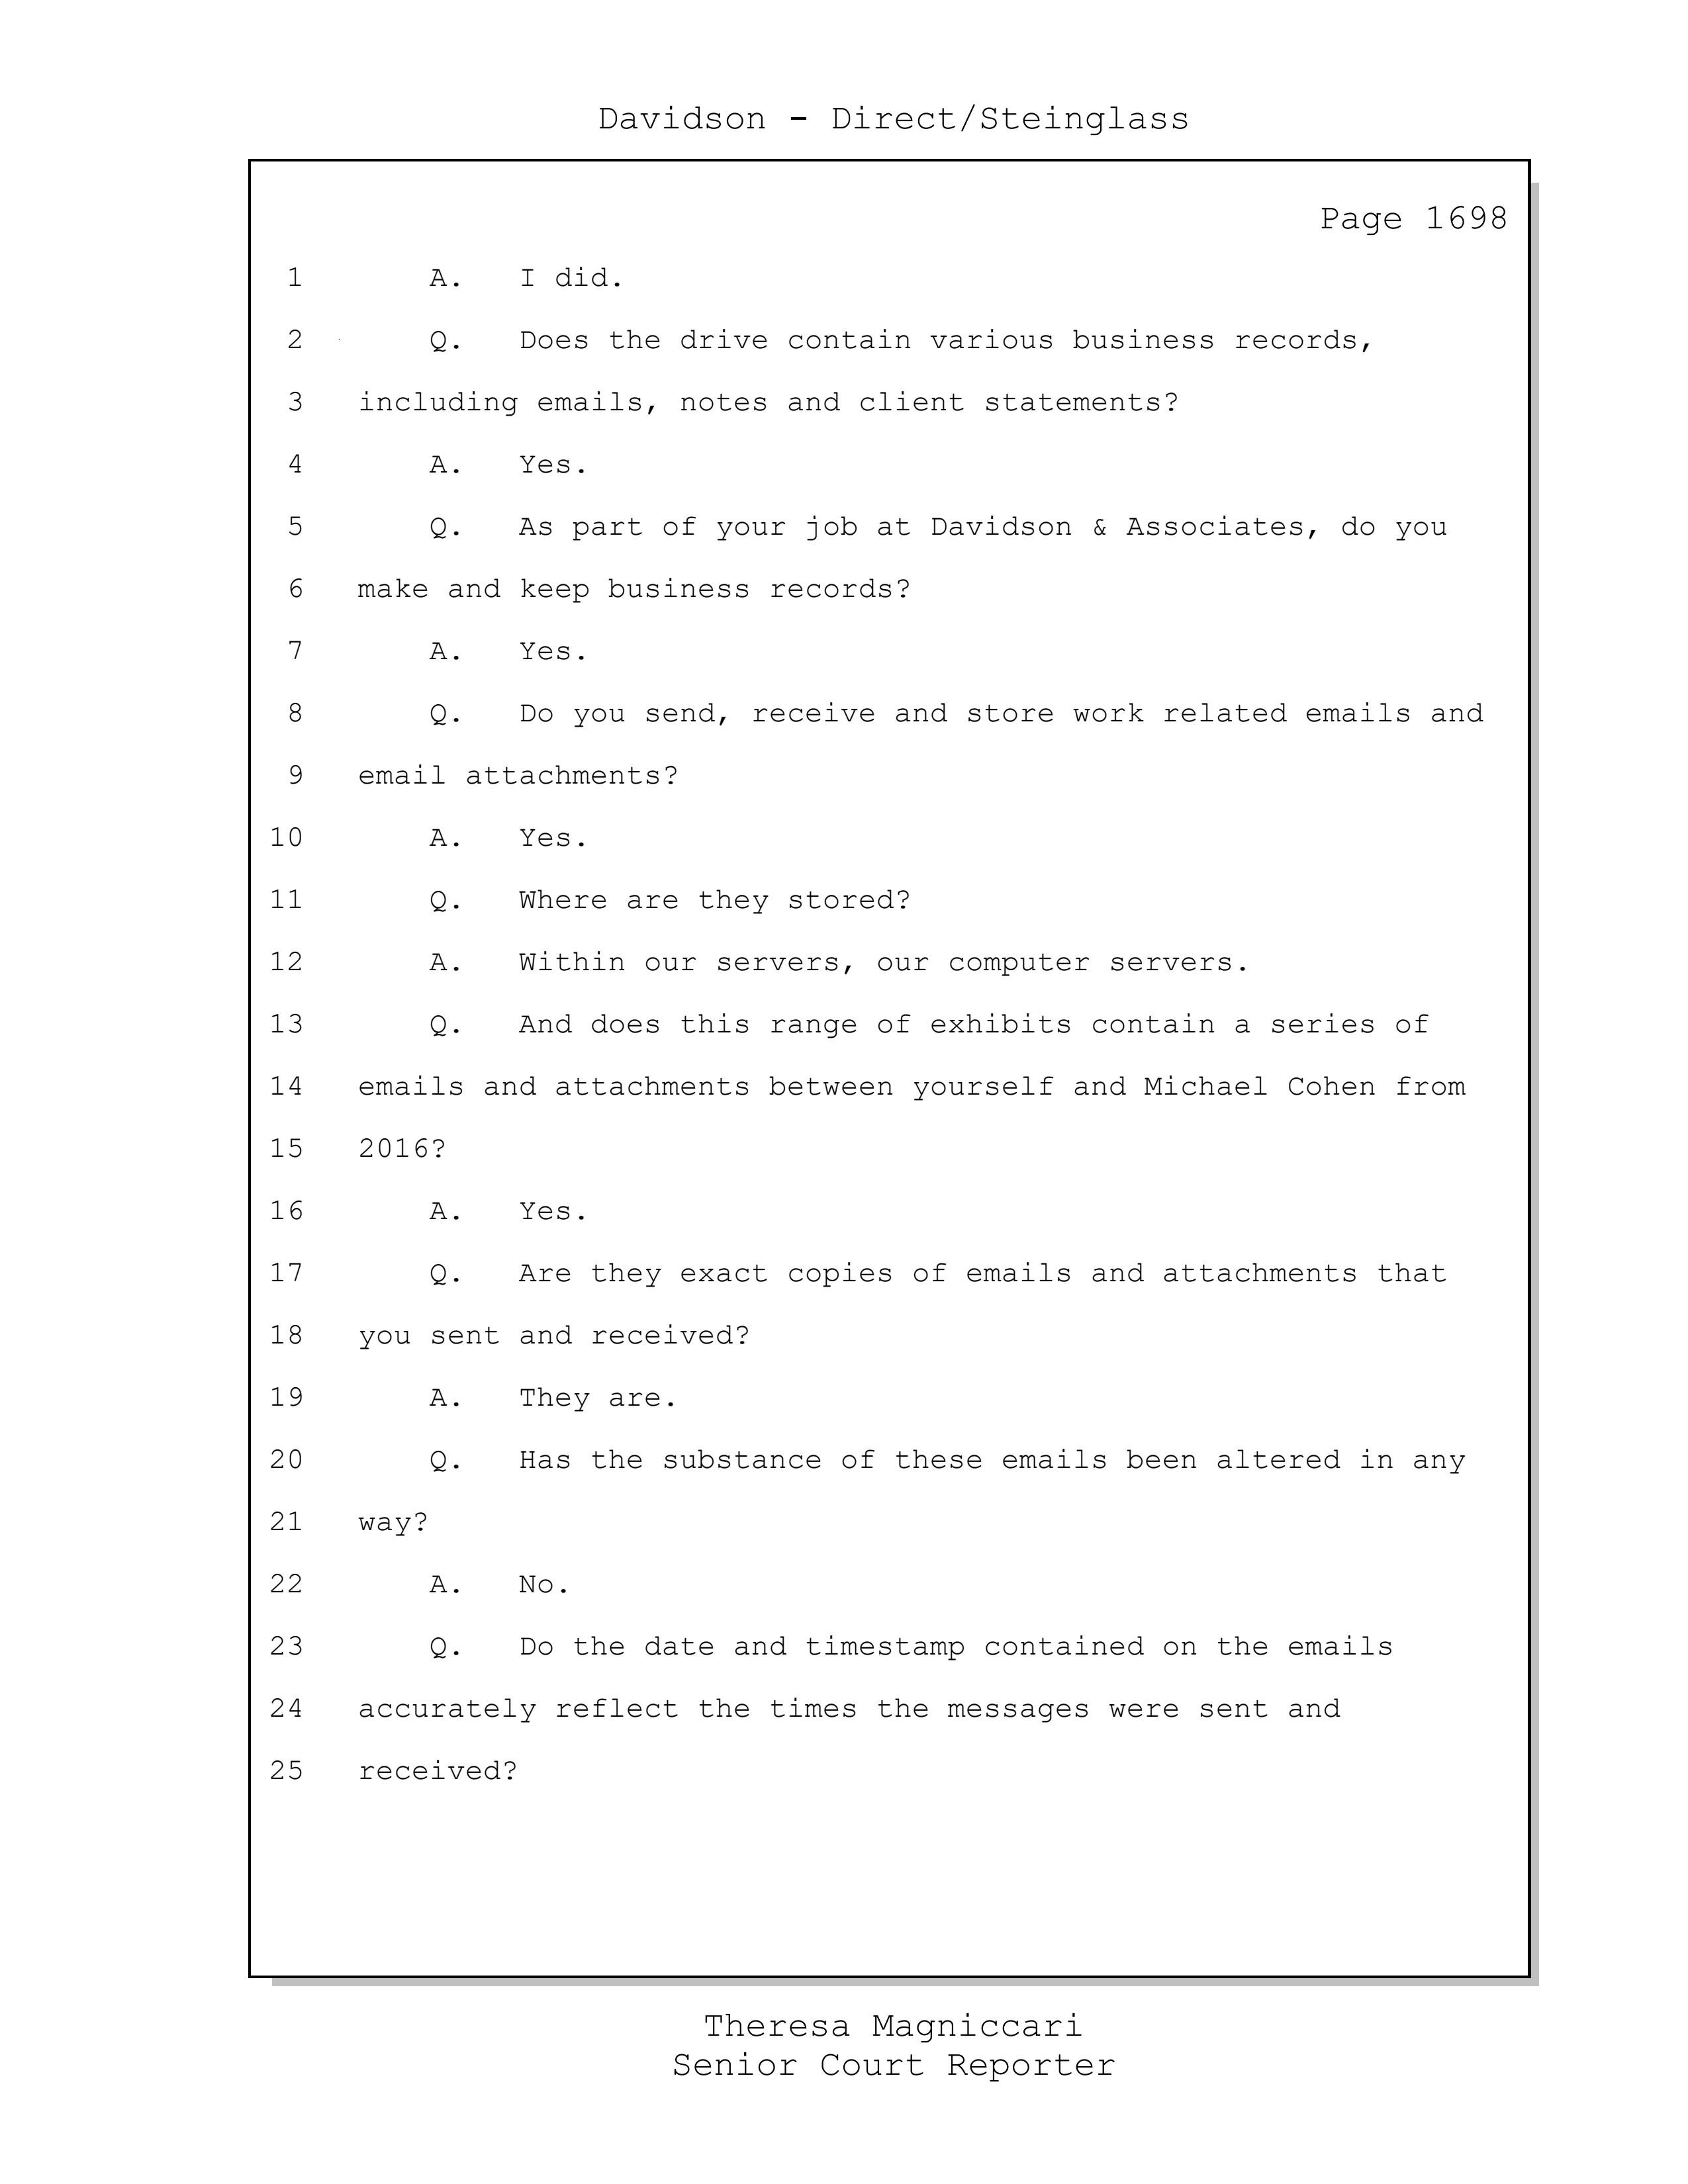 Davidson - Direct/Steinglass
Page 1698
1 A. I did.
2 Q. Does the drive contain various business records,
3 including emails, notes and client statements?
4 A. Yes.
5 Q. As part of your job at Davidson & Associates, do you
6 make and keep business records?
7 A. Yes.
8 Q. Do you send, receive and store work related emails and
9 email attachments?
10 A. Yes.
11 Q. Where are they stored?
12 A. Within our servers, our computer servers.
13 Q. And does this range of exhibits contain a series of
14 emails and attachments between yourself and Michael Cohen from
15 2016?
16 A. Yes.
17 Q. Are they exact copies of emails and attachments that
18 you sent and received?
19 A. They are.
20 Q. Has the substance of these emails been altered in any
21 way?
22 A. No.
23 Q. Do the date and timestamp contained on the emails
24 accurately reflect the times the messages were sent and
25 received?
Theresa Magniccari
Senior Court Reporter